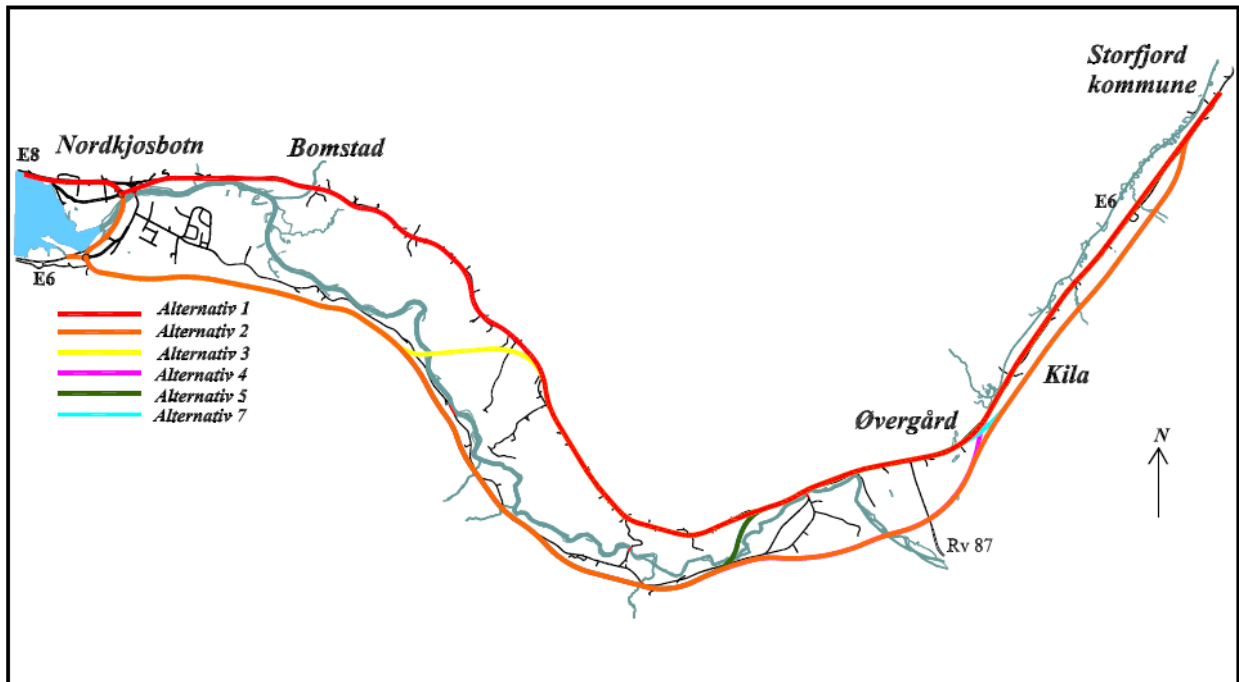 Storfjord
kommune
Nordkjosbotn
Bomstad
E8
E6
E6
Alternativ 1
Alternativ 2
Alternativ 3
Alternativ 4
Alternativ 5
Alternativ 7
Kila
Øvergård
N
Rv 87